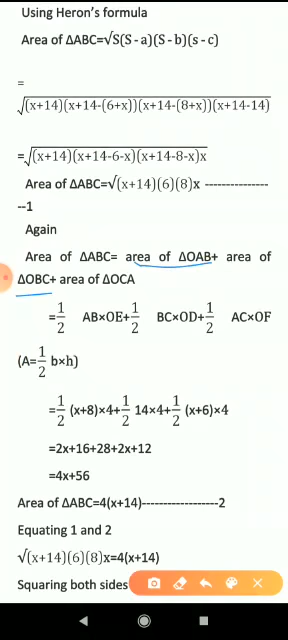 Using Heron's formula
Area of ΔABC=√S(S-a)(S-b)(s-c)
=
√(x+14)(x+14-(6+x))(x+14-(8+x))(x+14-14)
=√(x+14)(x+14-6-x)(x+14-8-x)x
Area of ΔABC=√(x+14)(6)(8)x ---------------
--1
Again
Area of ΔABC= area of ΔOAB+ area of
ΔOBC+ area of ΔOCA
=1/2 AB×OE+1/2 BC×OD+1/2 AC×OF
(A=1/2 b×h)
=1/2 (x+8)×4+1/2 14×4+1/2 (x+6)×4
=2x+16+28+2x+12
=4x+56
Area of ΔABC=4(x+14)------------------2
Equating 1 and 2
√(x+14)(6)(8)x=4(x+14)
Squaring both sides